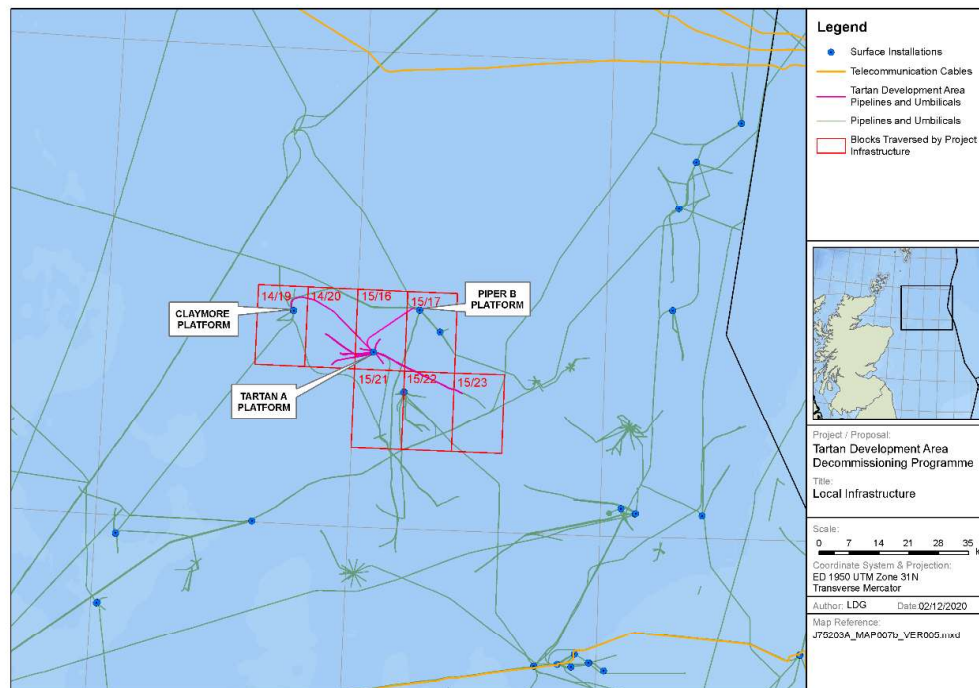 Legend
Surface Installations
Telecommunication Cables
Tartan Development Area
Pipelines and Umbilicals
Pipelines and Umbilicals
Blocks Traversed by Project
Infrastructure
14/19
14/20
15/16
15/17
CLAYMORE
PLATFORM
PIPER B
PLATFORM
TARTAN A
PLATFORM
15/21
15/22
15/23
Project / Proposal:
Tartan Development Area
Decommissioning Programme
Title:
Local Infrastructure
Scale:
0 7 14 21 28 35
Coordinate System & Projection:
ED 1950 UTM Zone 31N
Transverse Mercator
Author: LDG Date: 02/12/2020
Map Reference:
J75203A_MAP007b_VER005.mxd